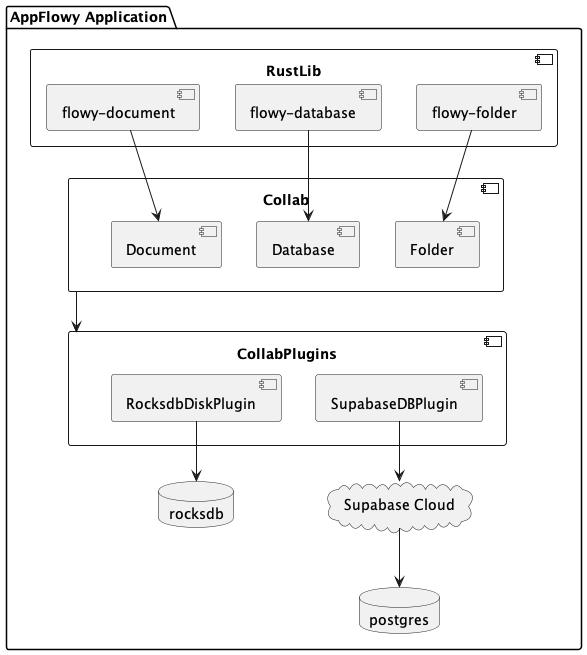 AppFlowy Application
RustLib
flowy-document
flowy-database
flowy-folder
Collab
Document
Database
Folder
CollabPlugins
RocksdbDiskPlugin
SupabaseDBPlugin
rocksdb
Supabase Cloud
postgres